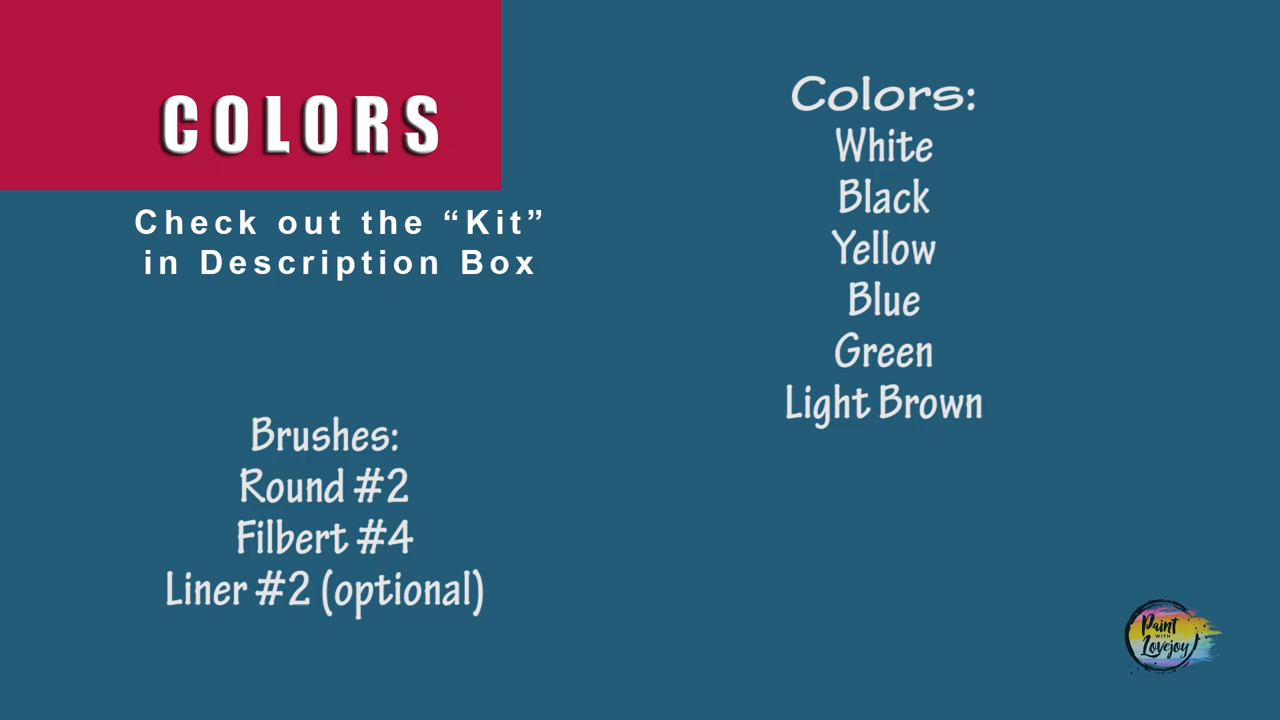 COLORS
Check out the “Kit”
in Description Box
Brushes:
Round #2
Filbert #4
Liner #2 (optional)
Colors:
White
Black
Yellow
Blue
Green
Light Brown
Paint
WITH
Lovejoy